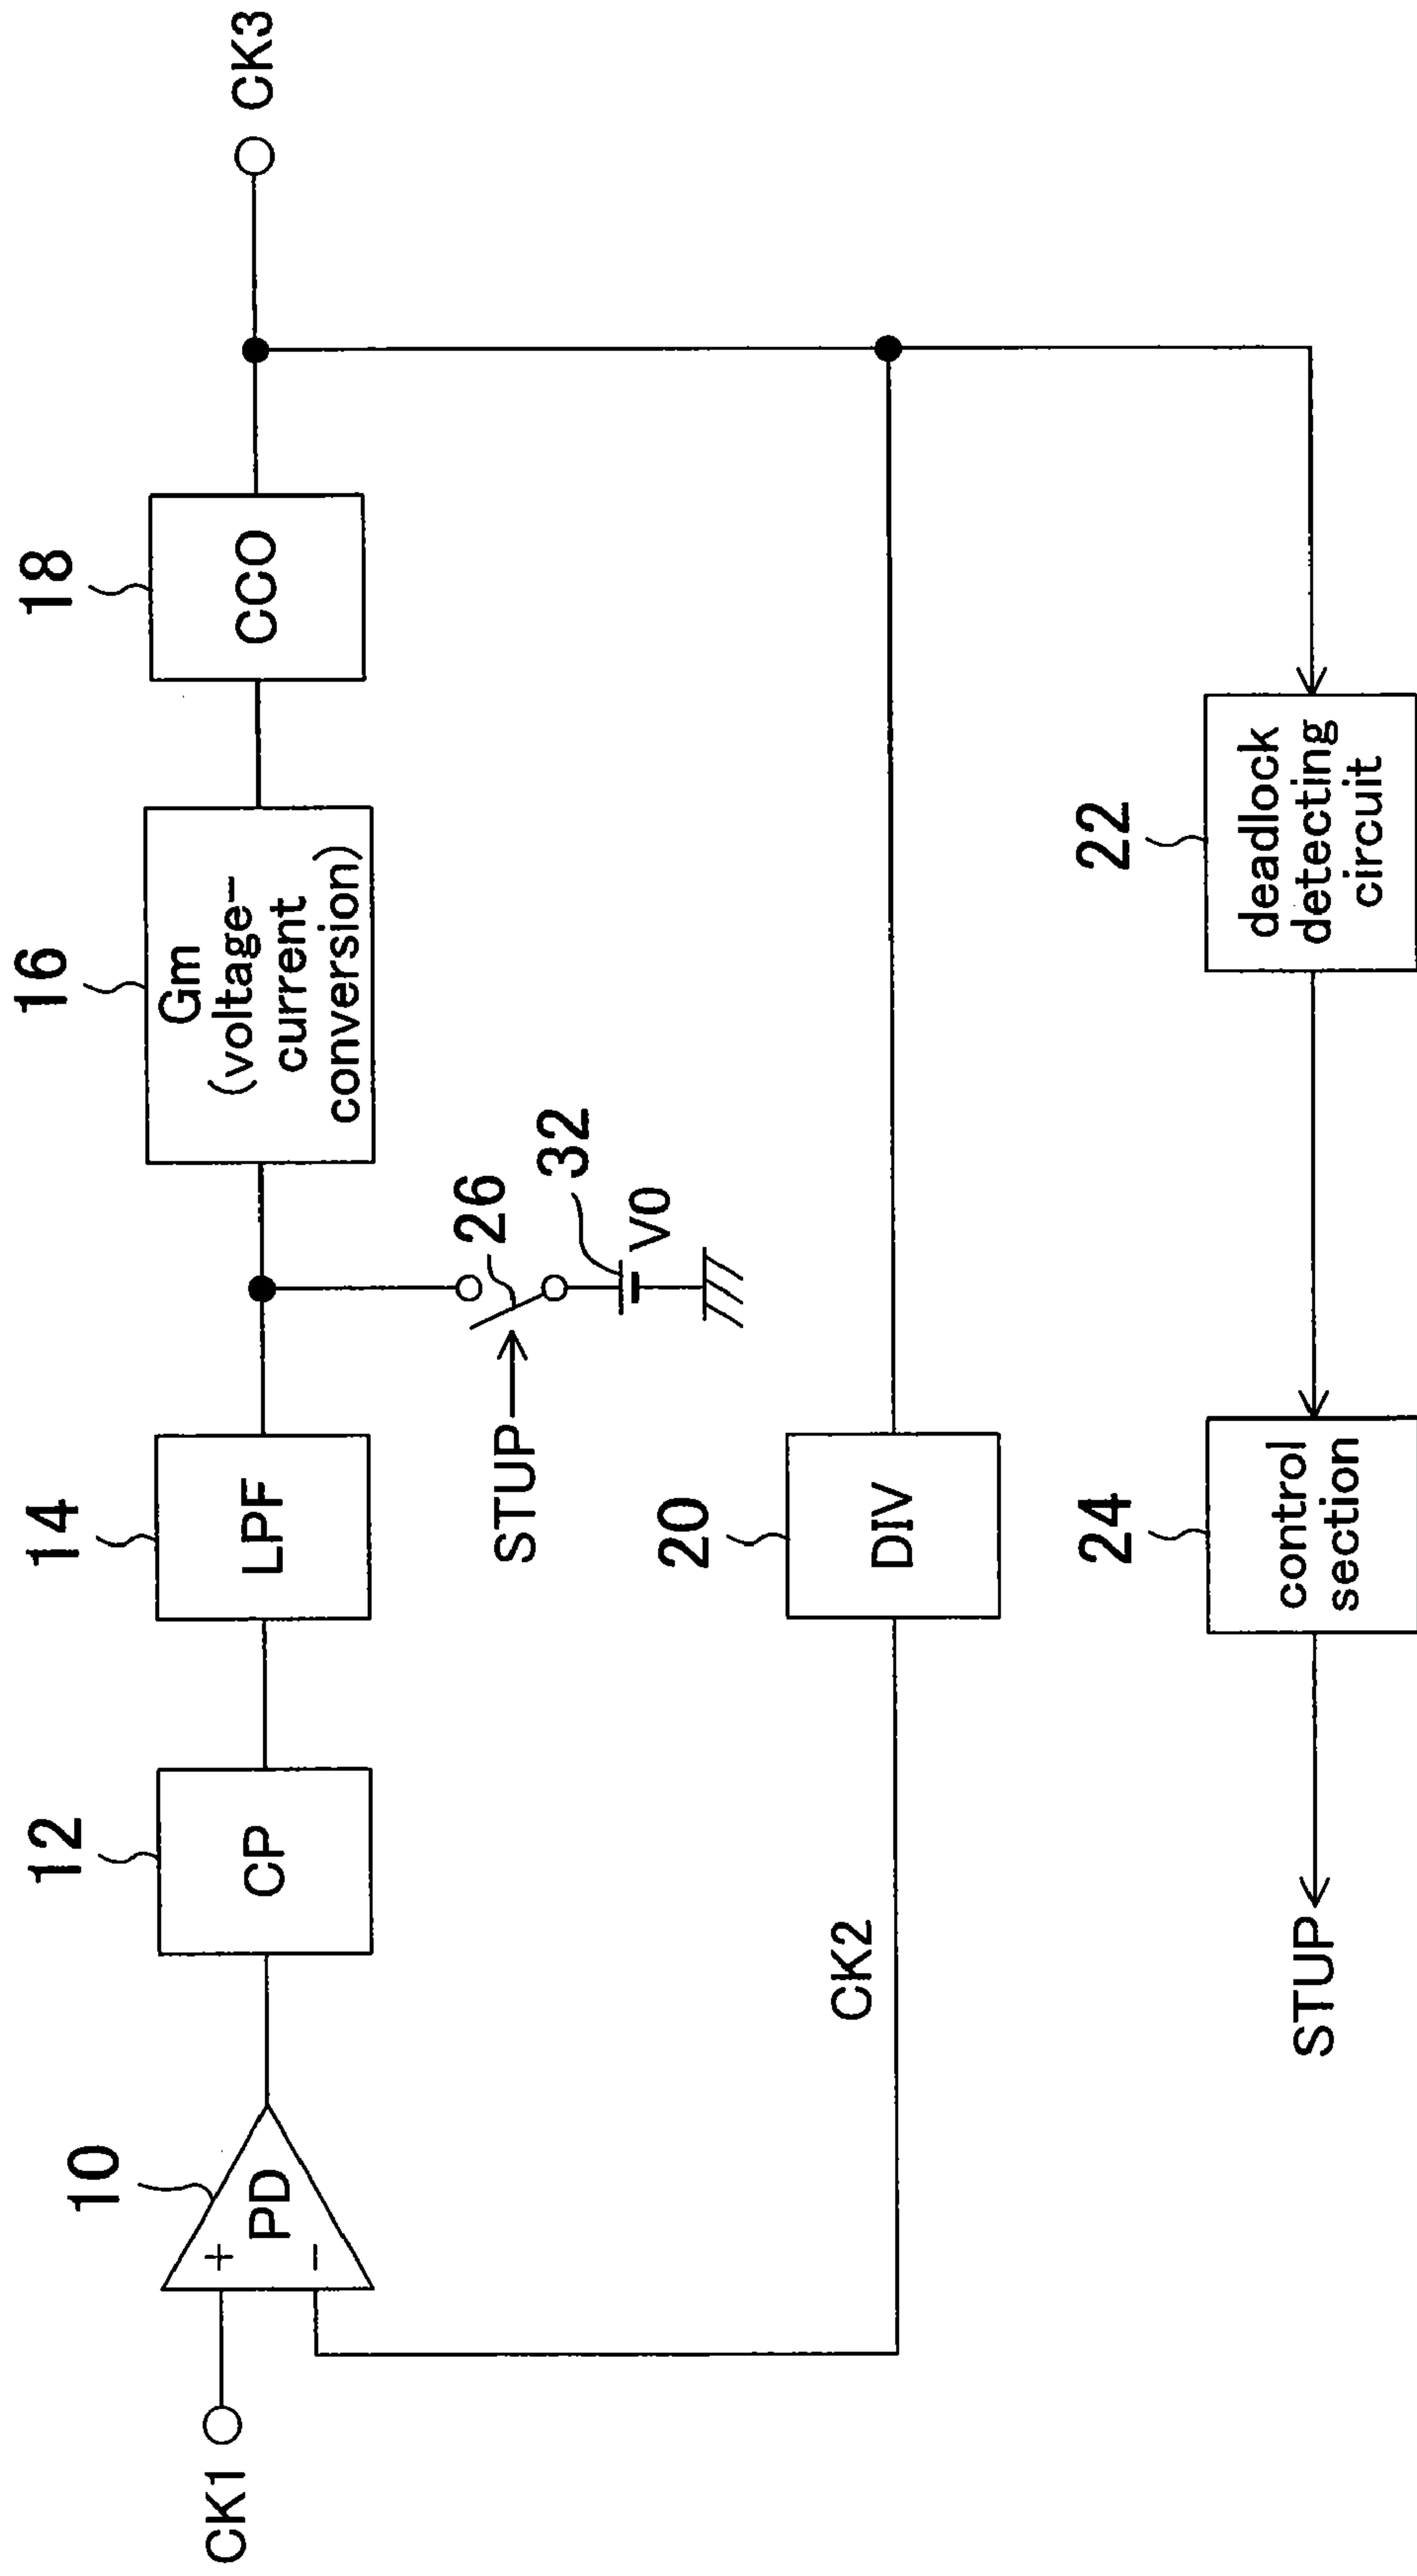 10
12
14
16
18
CK1
+
−
PD
CP
LPF
Gm
(voltage-
current
conversion)
CCO
CK3
STUP
26
32
V0
20
DIV
CK2
24
22
STUP
control
section
deadlock
detecting
circuit